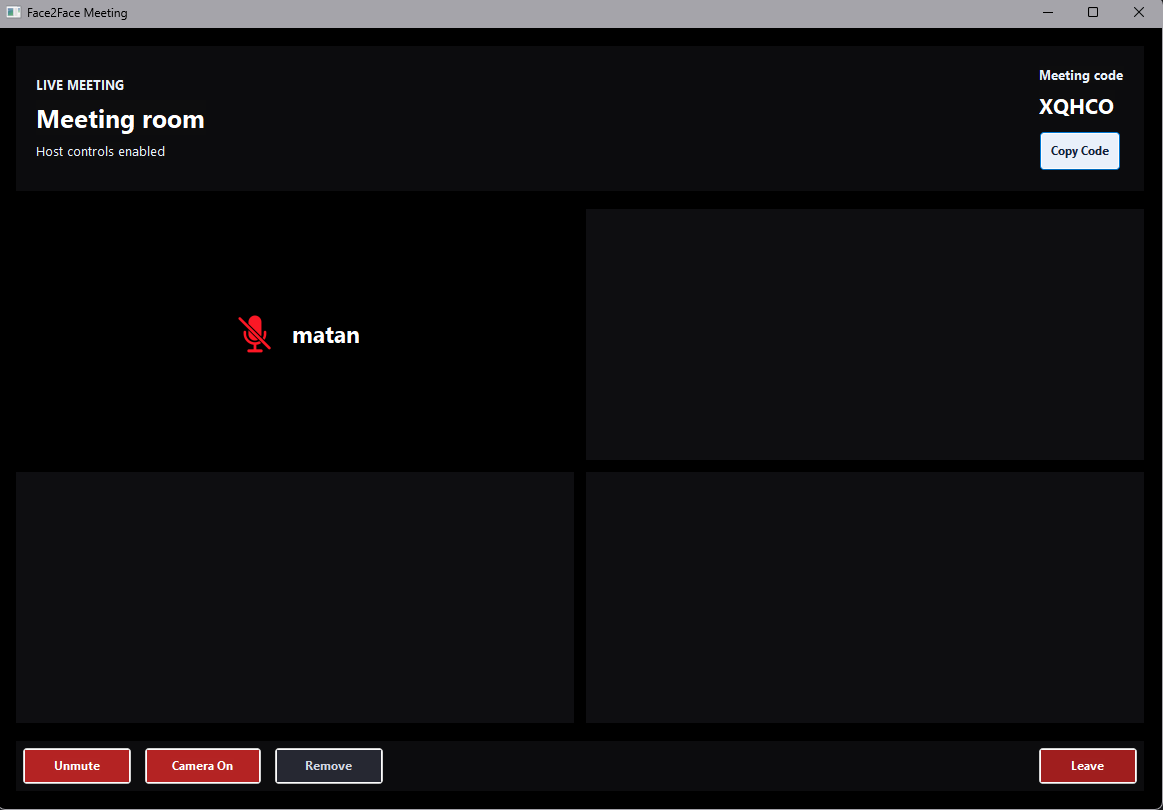 Face2Face Meeting
LIVE MEETING
Meeting room
Host controls enabled
Meeting code
XQHCO
Copy Code
matan
Unmute
Camera On
Remove
Leave